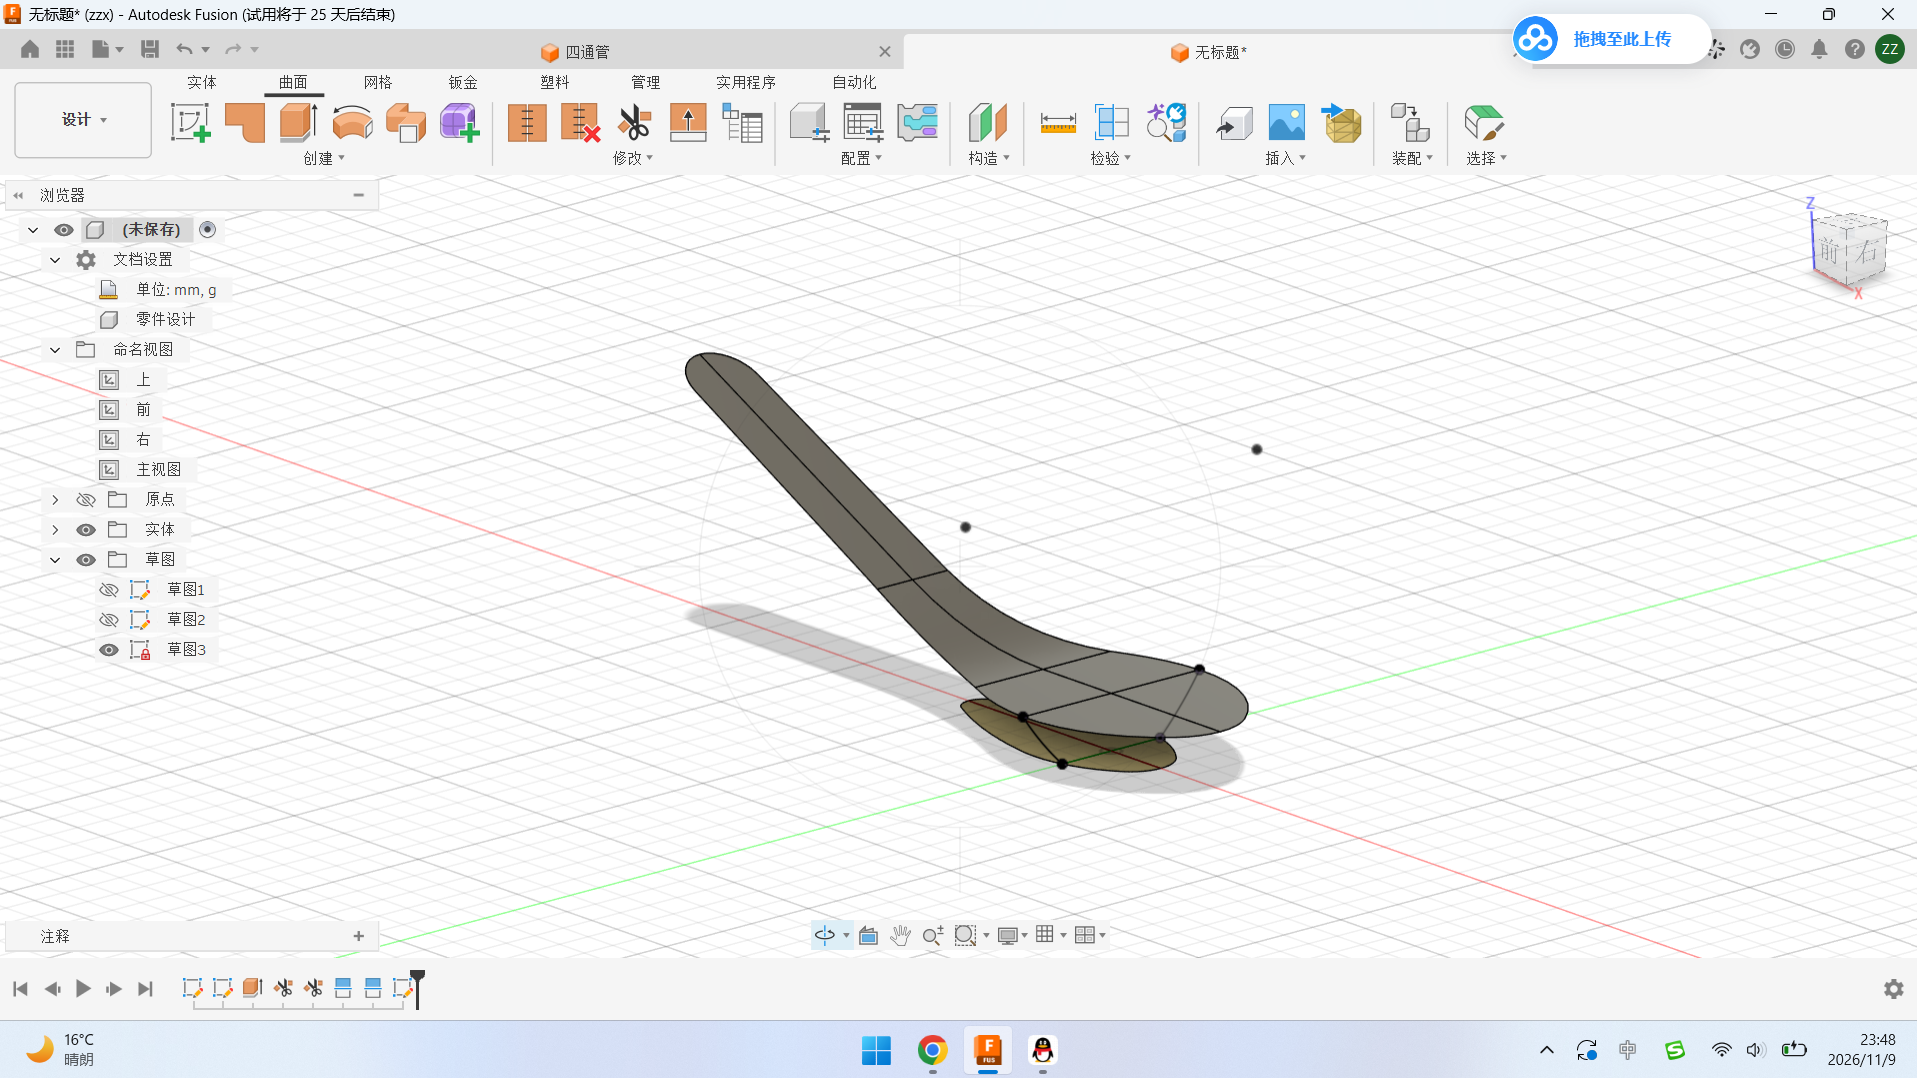 无标题* (zzx) - Autodesk Fusion (试用将于 25 天后结束)
四通管
无标题*
拖拽至此上传
ZZ
设计
实体
曲面
网格
钣金
塑料
管理
实用程序
自动化
创建
修改
配置
构造
检验
插入
装配
选择
浏览器
(未保存)
文档设置
单位: mm, g
零件设计
命名视图
上
前
右
主视图
原点
实体
草图
草图1
草图2
草图3
Z
前
右
X
注释
16°C
晴朗
F
FUS
中
S
23:48
2026/11/9